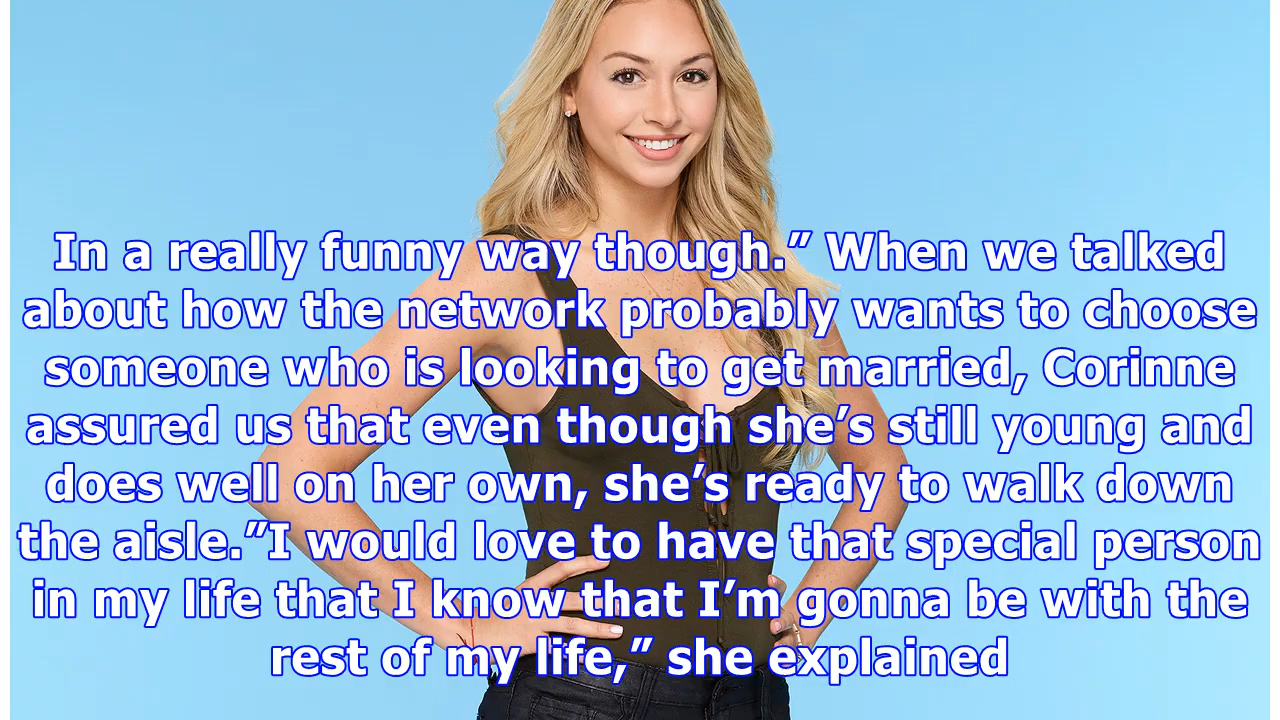 In a really funny way though.” When we talked
about how the network probably wants to choose
someone who is looking to get married, Corinne
assured us that even though she’s still young and
does well on her own, she’s ready to walk down
the aisle.”I would love to have that special person
in my life that I know that I’m gonna be with the
rest of my life,” she explained